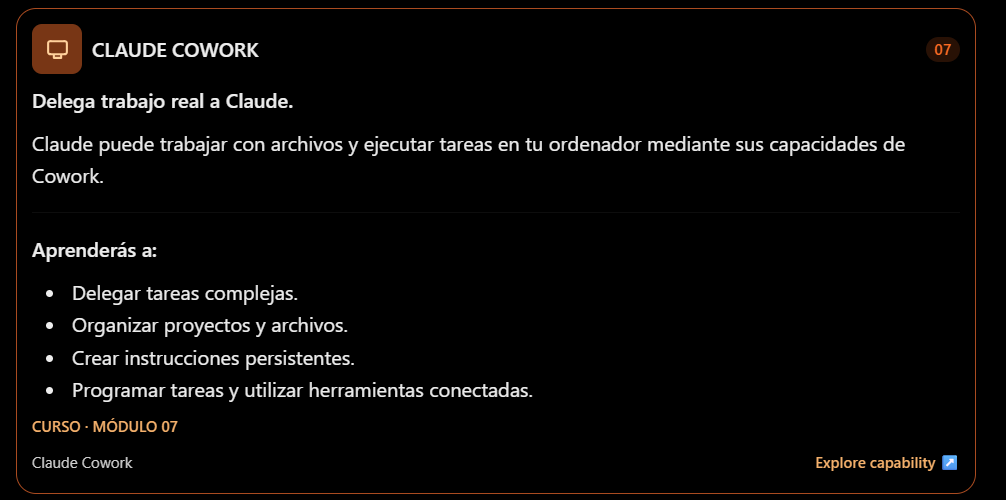 CLAUDE COWORK
07
Delega trabajo real a Claude.
Claude puede trabajar con archivos y ejecutar tareas en tu ordenador mediante sus capacidades de
Cowork.
Aprenderás a:
• Delegar tareas complejas.
• Organizar proyectos y archivos.
• Crear instrucciones persistentes.
• Programar tareas y utilizar herramientas conectadas.
CURSO · MÓDULO 07
Claude Cowork
Explore capability ↗